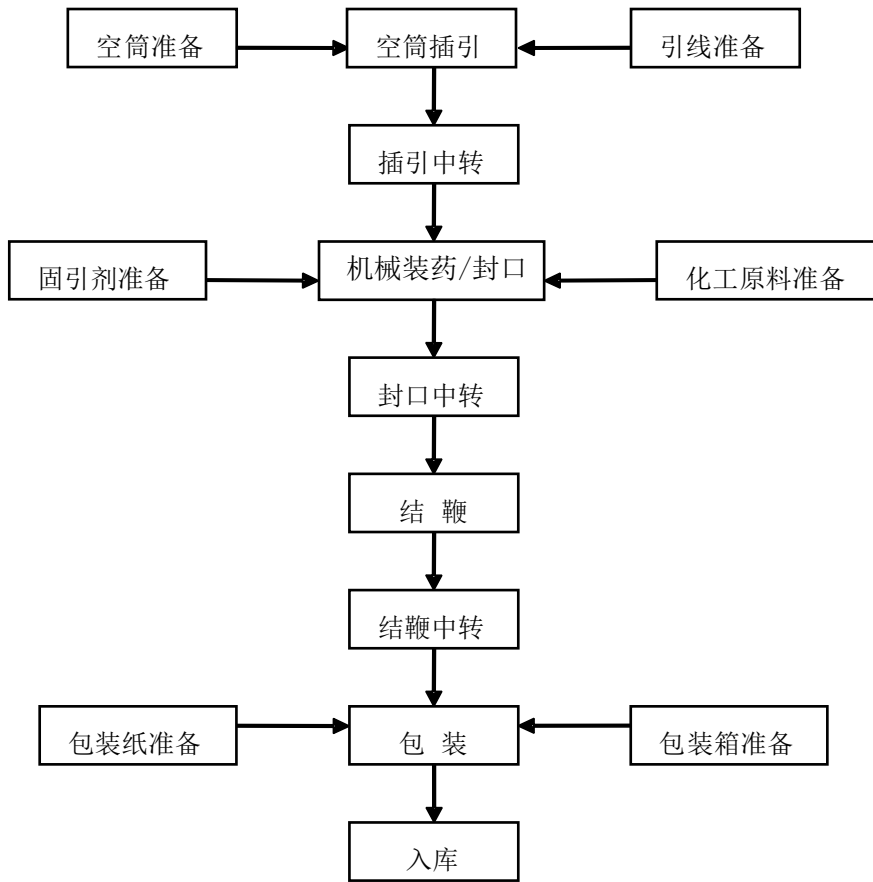 空筒准备
空筒插引
引线准备
插引中转
固引剂准备
机械装药/封口
化工原料准备
封口中转
结 鞭
结鞭中转
包装纸准备
包 装
包装箱准备
入库